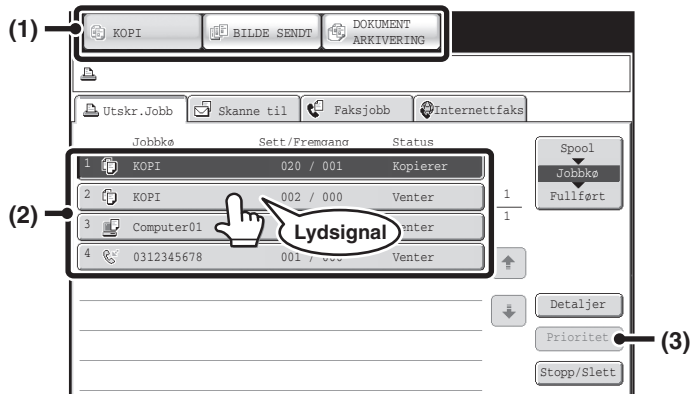 (1)
KOPI
BILDE SENDT
DOKUMENT
ARKIVERING
Utskr.Jobb
Skanne til
Faksjobb
Internettfaks
Jobbkø Sett/Fremgang Status
1 KOPI 020 / 001 Kopierer
2 KOPI 002 / 000 Venter
3 Computer01 Venter
4 0312345678 001 / 000 Venter
(2)
Lydsignal
1
1
Spool
Jobbkø
Fullført
Detaljer
Prioritet
(3)
Stopp/Slett